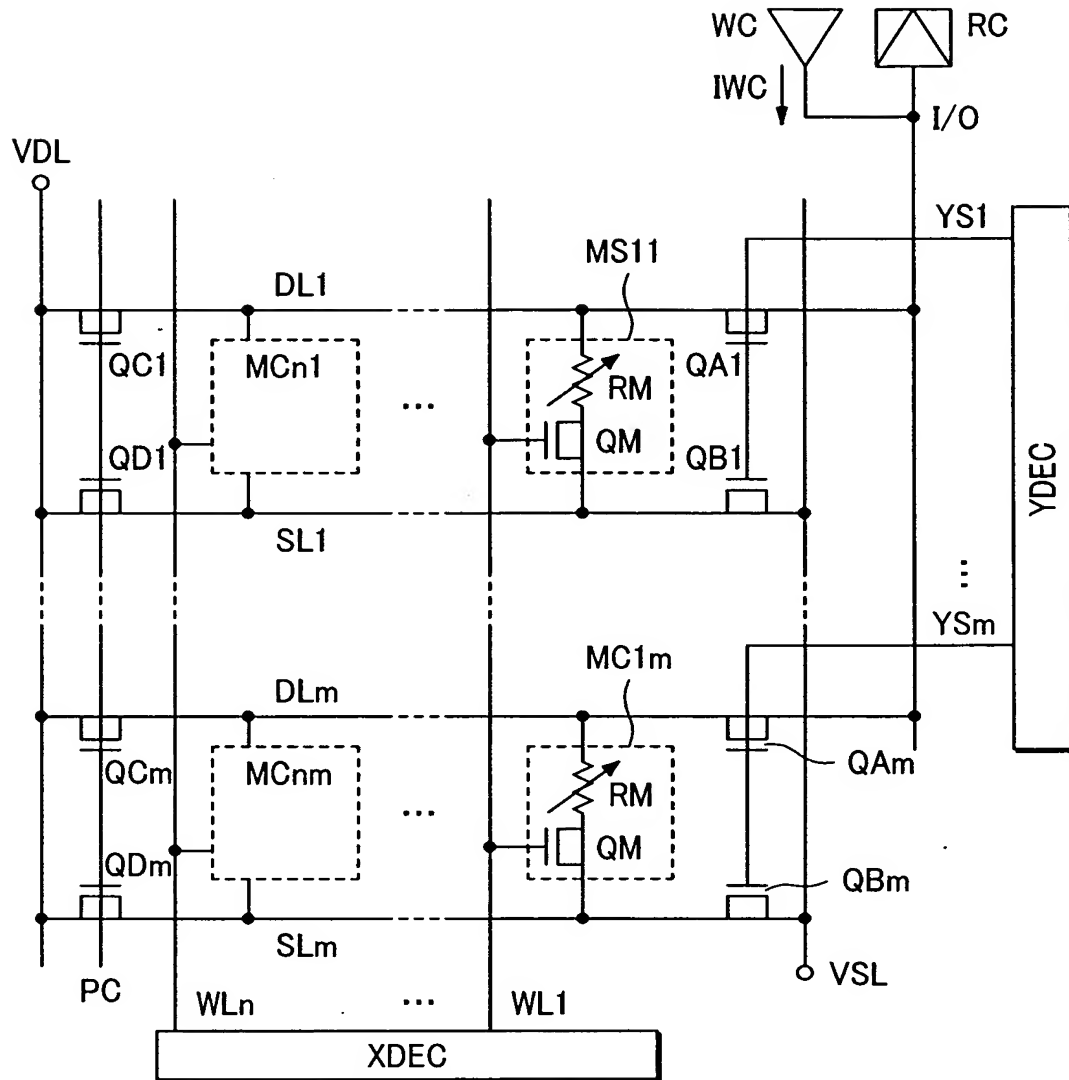 WC
RC
IWC
I/O
VDL
YS1
MS11
DL1
QC1
MCn1
...
RM
QA1
QD1
QM
QB1
YDEC
SL1
...
YSm
MC1m
DLm
QCm
MCnm
...
RM
QAm
QDm
QM
QBm
SLm
VSL
PC
WLn
...
WL1
XDEC